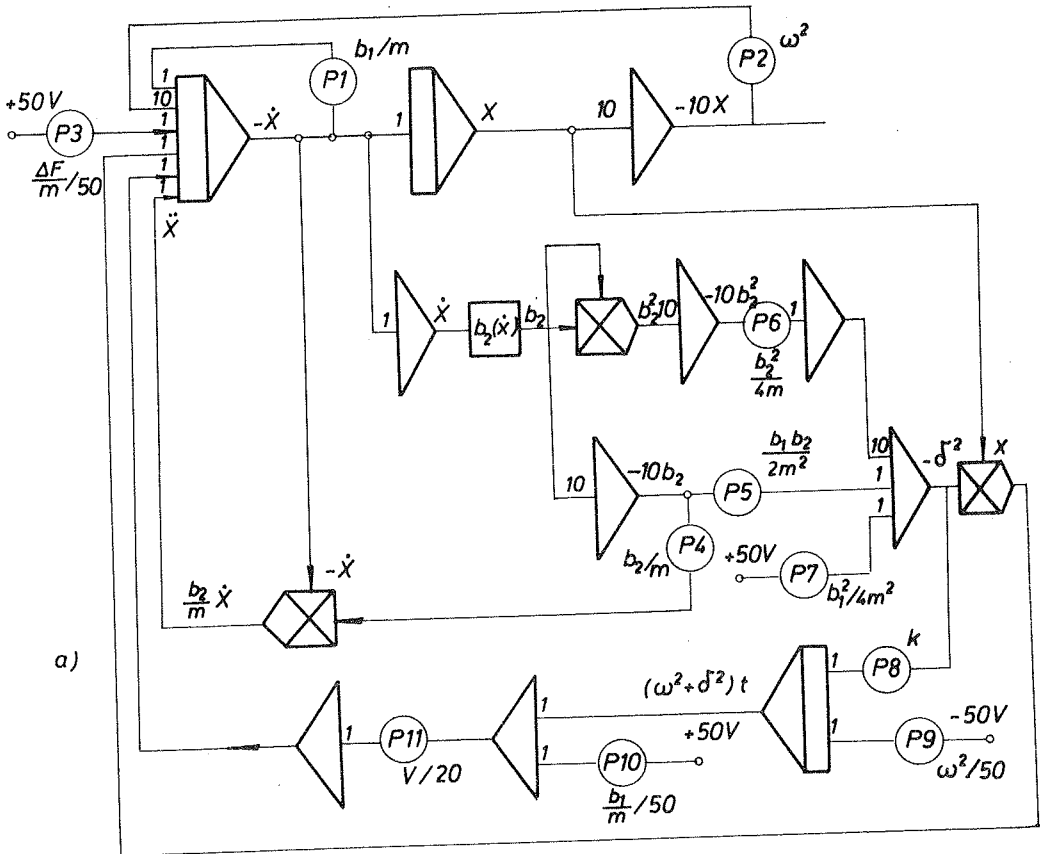 b₁/m
ω²
P1
P2
1
10
1
1
1
1
+50V
P3
ΔF/m /50
-Ẋ
1
X
10
-10X
Ẍ
1
Ẋ
b₂(ẋ)
b₂
b₂²
10
-10b₂²
P6
1
b₂²/4m
10
-10b₂
P5
b₁b₂/2m²
10
1
1
-δ²
X
P4
b₂/m
+50V
P7
b₁²/4m²
-Ẋ
b₂/m Ẋ
a)
k
P8
1
(ω²+δ²)t
1
+50V
-50V
1
P11
V/20
1
P10
b₁/m /50
1
P9
ω²/50